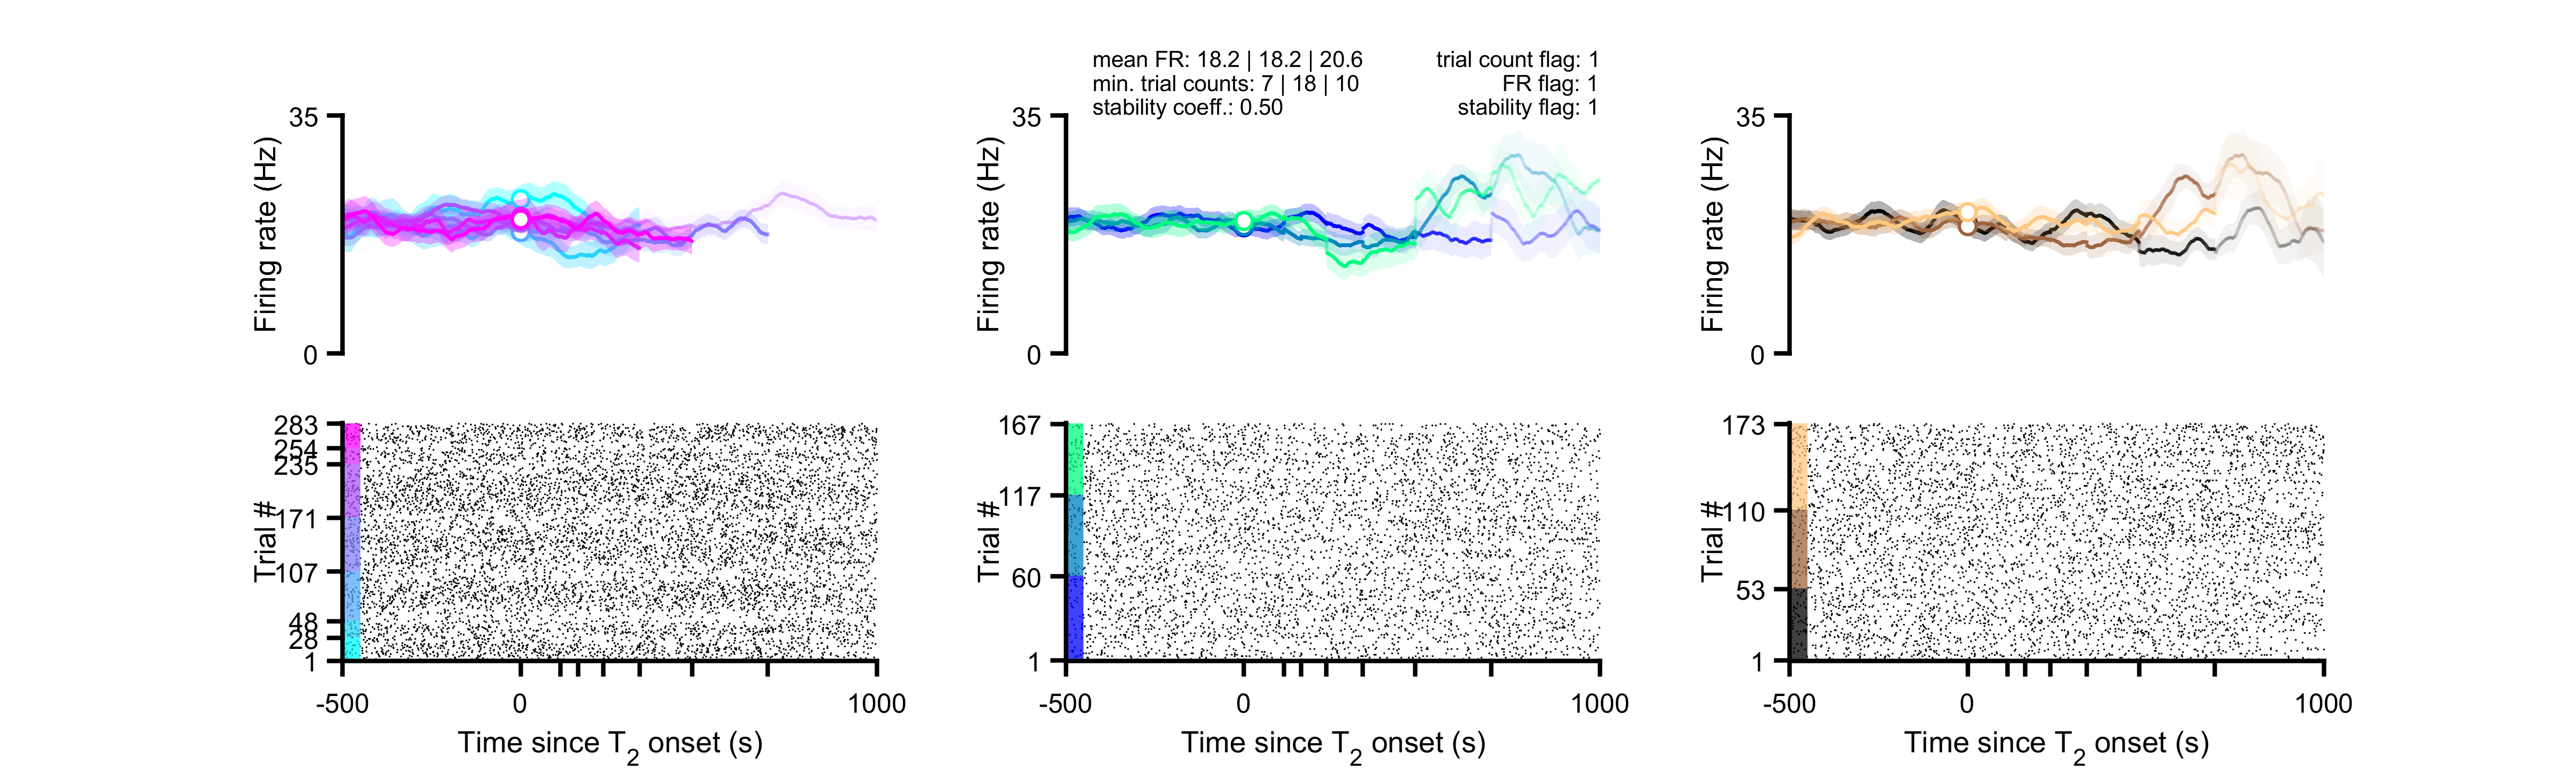 mean FR: 18.2 | 18.2 | 20.6
min. trial counts: 7 | 18 | 10
stability coeff.: 0.50
trial count flag: 1
FR flag: 1
stability flag: 1
35
Firing rate (Hz)
0
35
Firing rate (Hz)
0
35
Firing rate (Hz)
0
283
254
235
171
107
48
28
1
Trial #
-500
0
1000
Time since T2 onset (s)
167
117
60
1
Trial #
-500
0
1000
Time since T2 onset (s)
173
110
53
1
Trial #
-500
0
1000
Time since T2 onset (s)